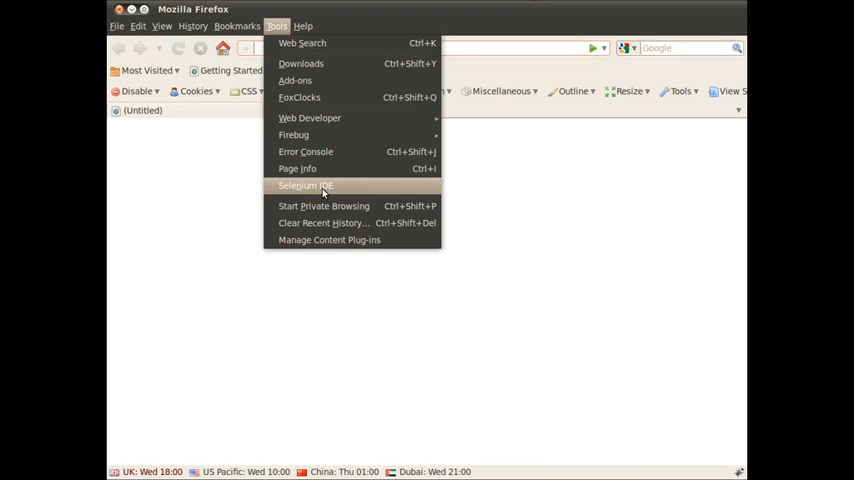 Mozilla Firefox
File Edit View History Bookmarks Tools Help
Google
Most Visited Getting Started
Disable Cookies CSS Miscellaneous Outline Resize Tools View S
(Untitled)
Web Search Ctrl+K
Downloads Ctrl+Shift+Y
Add-ons
FoxClocks Ctrl+Shift+Q
Web Developer
Firebug
Error Console Ctrl+Shift+J
Page Info Ctrl+I
Selenium IDE
Start Private Browsing Ctrl+Shift+P
Clear Recent History... Ctrl+Shift+Del
Manage Content Plug-ins
UK: Wed 18:00 US Pacific: Wed 10:00 China: Thu 01:00 Dubai: Wed 21:00